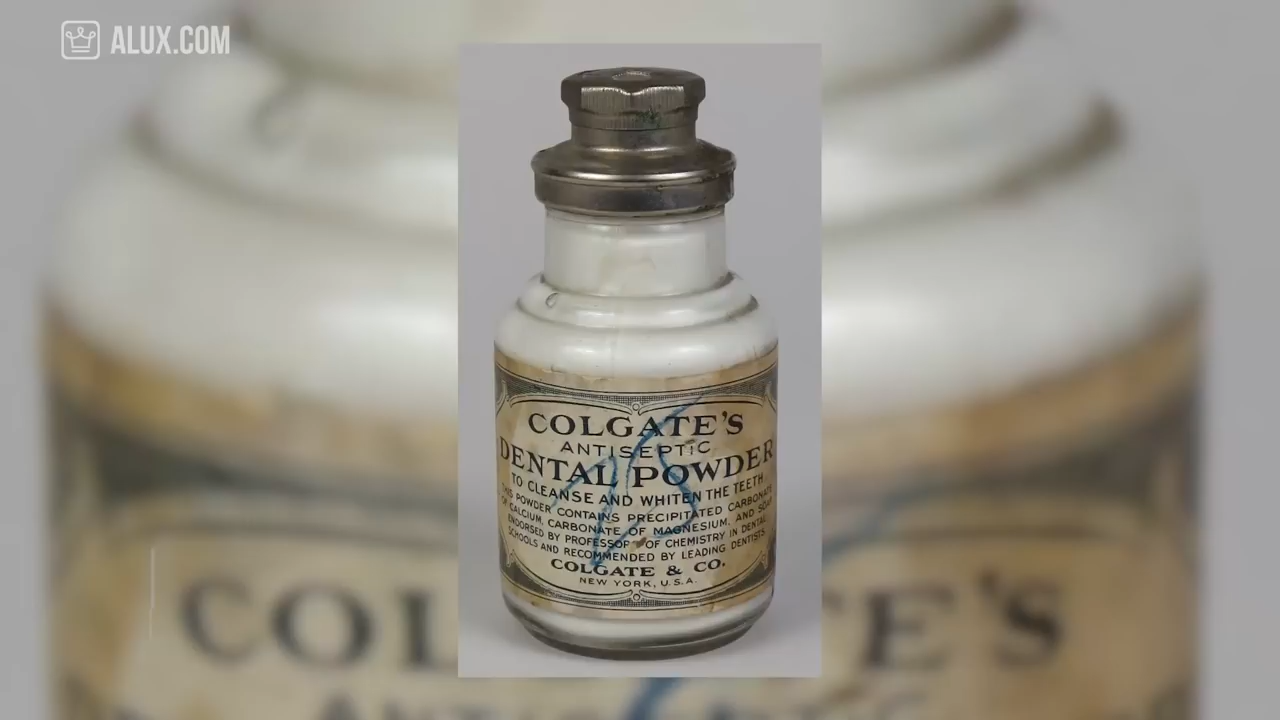 ALUX.COM
COLGATE'S
ANTISEPTIC
DENTAL POWDER
TO CLEANSE AND WHITEN THE TEETH
THIS POWDER CONTAINS PRECIPITATED CARBONATE
OF CALCIUM, CARBONATE OF MAGNESIUM, AND SOAP
ENDORSED BY PROFESSORS OF CHEMISTRY IN DENTAL
SCHOOLS AND RECOMMENDED BY LEADING DENTISTS.
COLGATE & CO.
NEW YORK, U.S.A.